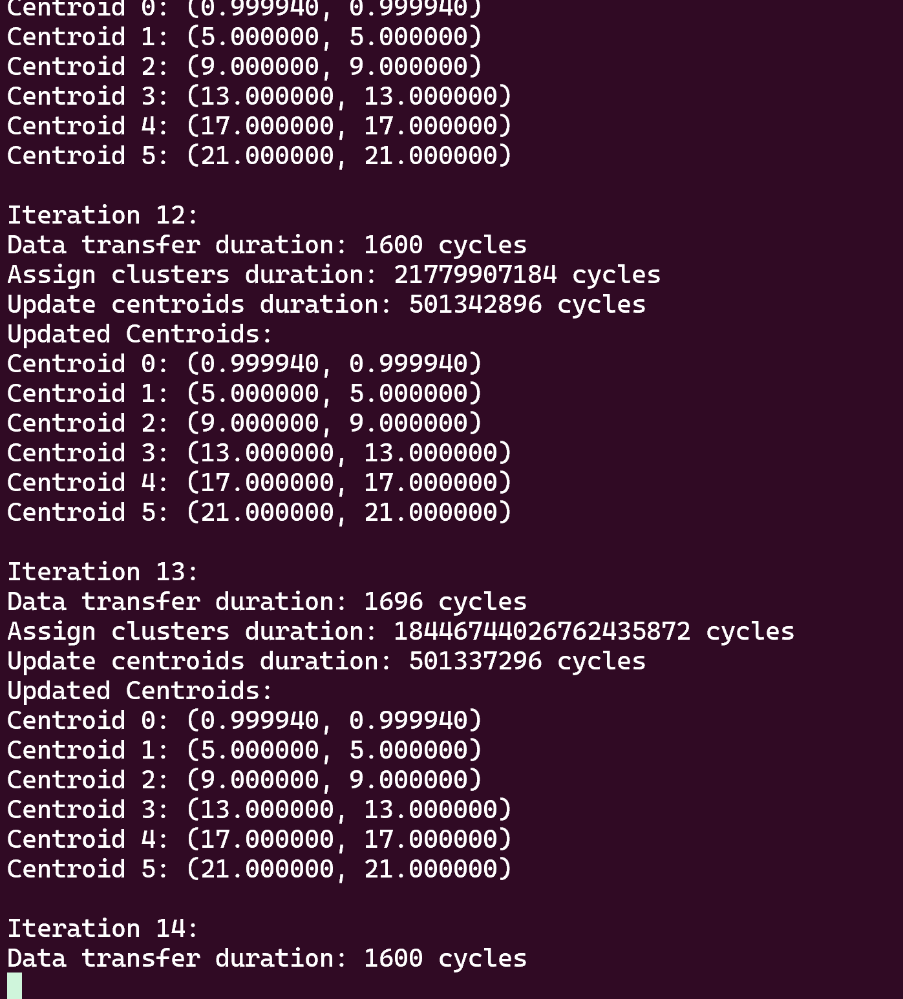 Centroid 0: (0.999940, 0.999940)
Centroid 1: (5.000000, 5.000000)
Centroid 2: (9.000000, 9.000000)
Centroid 3: (13.000000, 13.000000)
Centroid 4: (17.000000, 17.000000)
Centroid 5: (21.000000, 21.000000)
Iteration 12:
Data transfer duration: 1600 cycles
Assign clusters duration: 21779907184 cycles
Update centroids duration: 501342896 cycles
Updated Centroids:
Centroid 0: (0.999940, 0.999940)
Centroid 1: (5.000000, 5.000000)
Centroid 2: (9.000000, 9.000000)
Centroid 3: (13.000000, 13.000000)
Centroid 4: (17.000000, 17.000000)
Centroid 5: (21.000000, 21.000000)
Iteration 13:
Data transfer duration: 1696 cycles
Assign clusters duration: 18446744026762435872 cycles
Update centroids duration: 501337296 cycles
Updated Centroids:
Centroid 0: (0.999940, 0.999940)
Centroid 1: (5.000000, 5.000000)
Centroid 2: (9.000000, 9.000000)
Centroid 3: (13.000000, 13.000000)
Centroid 4: (17.000000, 17.000000)
Centroid 5: (21.000000, 21.000000)
Iteration 14:
Data transfer duration: 1600 cycles